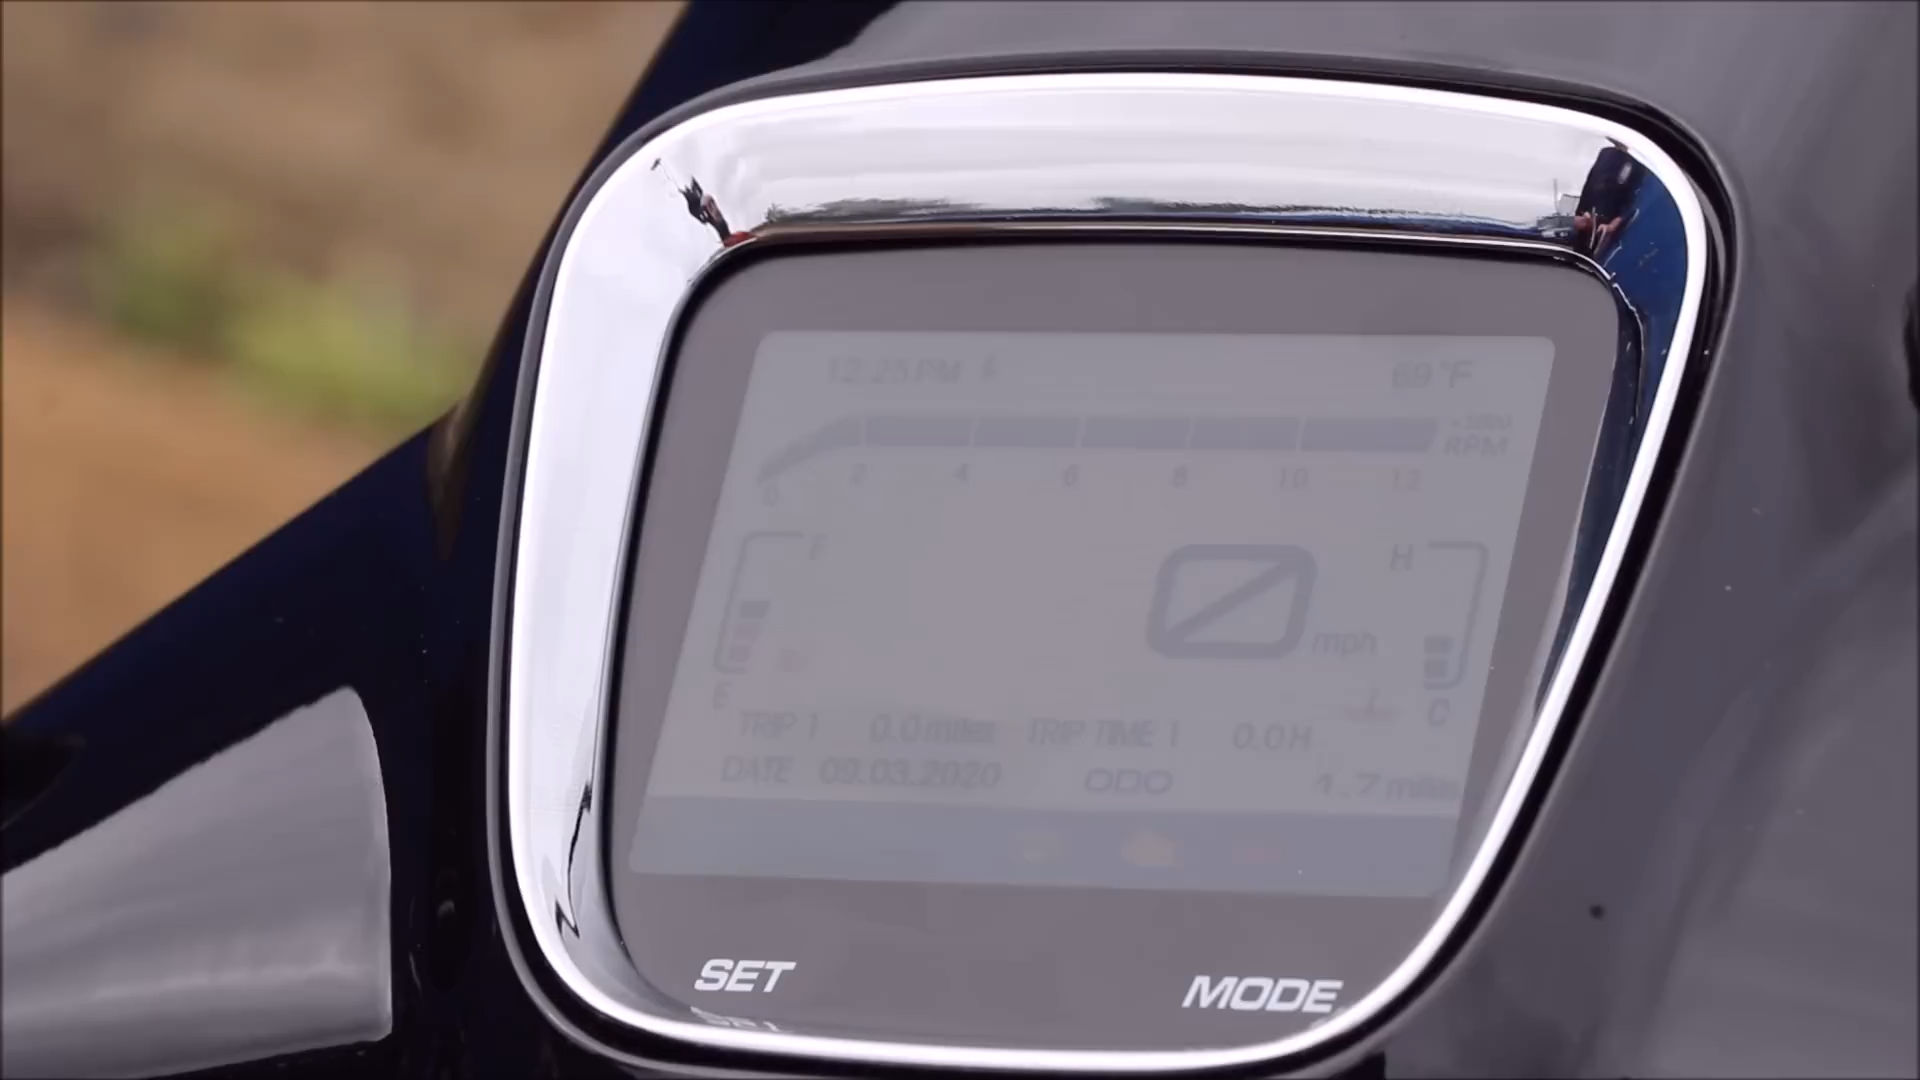 12:25 PM 69°F
×1000
RPM
0 2 4 6 8 10 12
F 0 mph H
E C
TRIP 1 0.0 miles TRIP TIME 1 0.0 H
DATE 09.03.2020 ODO 1.7 miles
SET MODE